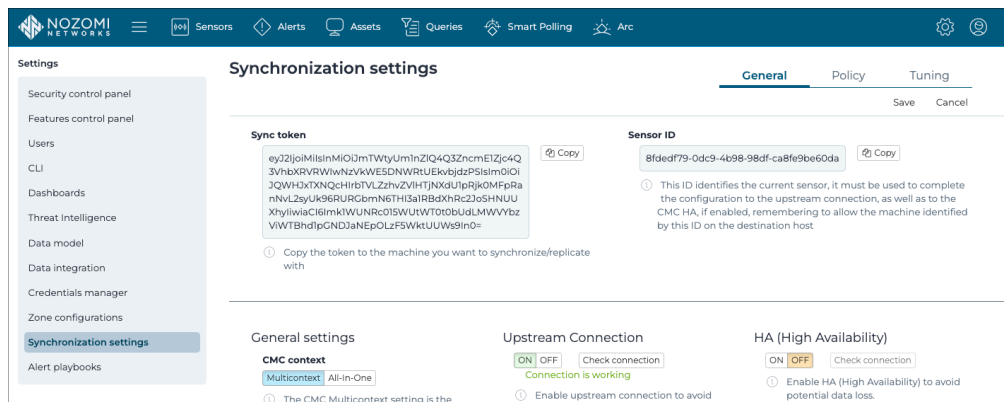 NOZOMI
NETWORKS
Sensors
Alerts
Assets
Queries
Smart Polling
Arc
Settings
Security control panel
Features control panel
Users
CLI
Dashboards
Threat Intelligence
Data model
Data integration
Credentials manager
Zone configurations
Synchronization settings
Alert playbooks
Synchronization settings
General
Policy
Tuning
Save
Cancel
Sync token
eyJ2IjoiMiIsInMiOiJmTWtyUm1nZlQ4Q3ZncmE1Zjc4Q
3VhbXRVRWIwNzVkWE5DNWRtUEkvbjdzPSIsIm0iOi
JQWHJxTXNQcHIrbTVLZzhvZVlHTjNXdU1pRjk0MFpRa
nNvL2syUk96RURGbmN6THI3a1RBdXhRc2JoSHNUU
XhyIiwiaCI6Imk1WUNRc015WUtWT0t0bUdLMWVYbz
ViWTBhd1pGNDJaNEpOLzF5WktUUWs9In0=
Copy
Copy the token to the machine you want to synchronize/replicate
with
Sensor ID
8fdedf79-0dc9-4b98-98df-ca8fe9be60da
Copy
This ID identifies the current sensor, it must be used to complete
the configuration to the upstream connection, as well as to the
CMC HA, if enabled, remembering to allow the machine identified
by this ID on the destination host
General settings
CMC context
Multicontext All-In-One
The CMC Multicontext setting is the
Upstream Connection
ON OFF Check connection
Connection is working
Enable upstream connection to avoid
HA (High Availability)
ON OFF Check connection
Enable HA (High Availability) to avoid
potential data loss.